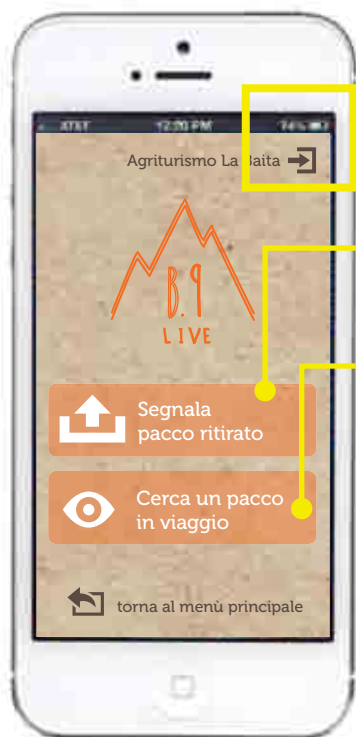 AT&T 12:20 PM 74%
Agriturismo La Baita
B.9
LIVE
Segnala
pacco ritirato
Cerca un pacco
in viaggio
torna al menù principale